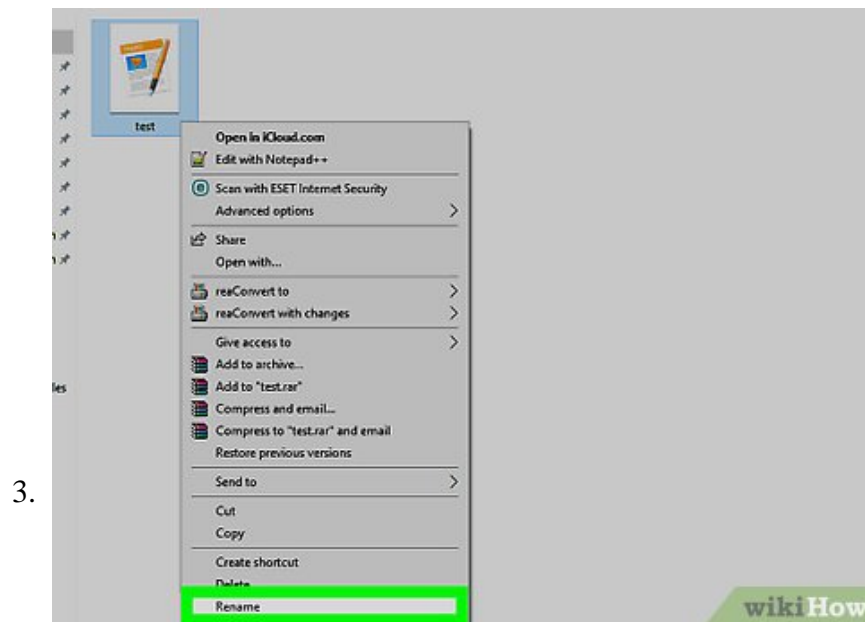 test
Open in iCloud.com
Edit with Notepad++
Scan with ESET Internet Security
Advanced options
Share
Open with...
reaConvert to
reaConvert with changes
Give access to
Add to archive...
Add to "test.rar"
Compress and email...
Compress to "test.rar" and email
Restore previous versions
Send to
Cut
Copy
Create shortcut
Delete
Rename
les
3.
wikiHow